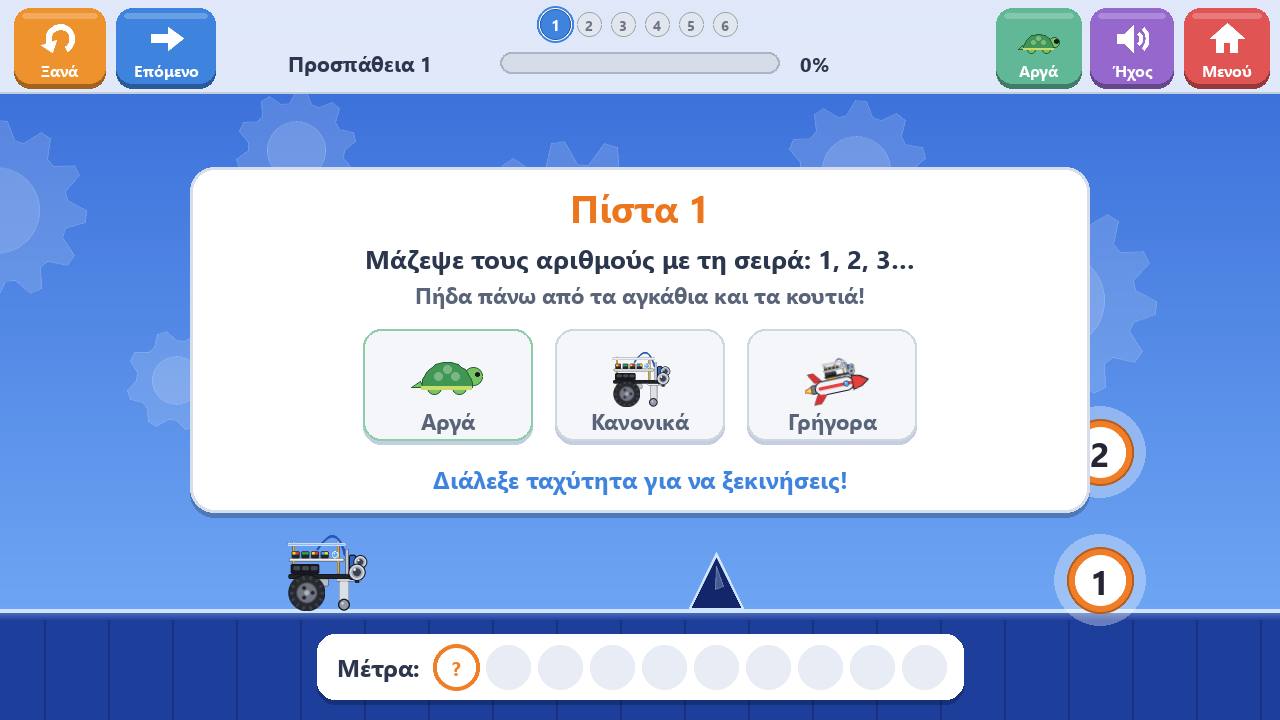 Ξανά
Επόμενο
1 2 3 4 5 6
Προσπάθεια 1
0%
Αργά
Ήχος
Μενού
Πίστα 1
Μάζεψε τους αριθμούς με τη σειρά: 1, 2, 3...
Πήδα πάνω από τα αγκάθια και τα κουτιά!
Αργά
Κανονικά
Γρήγορα
Διάλεξε ταχύτητα για να ξεκινήσεις!
2
1
Μέτρα: ?